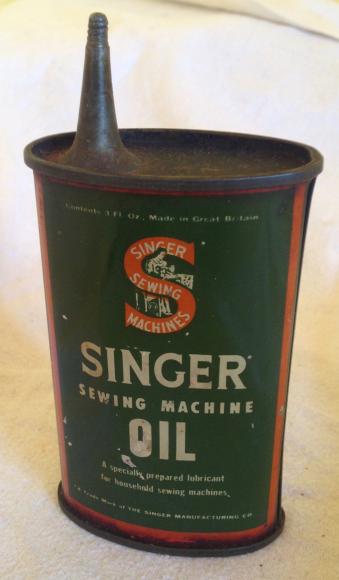 Contents 3 Fl. Oz. Made in Great Britain
SINGER
SEWING
MACHINES
SINGER
SEWING MACHINE
OIL
A specially prepared lubricant
for household sewing machines.
A Trade Mark of THE SINGER MANUFACTURING CO.